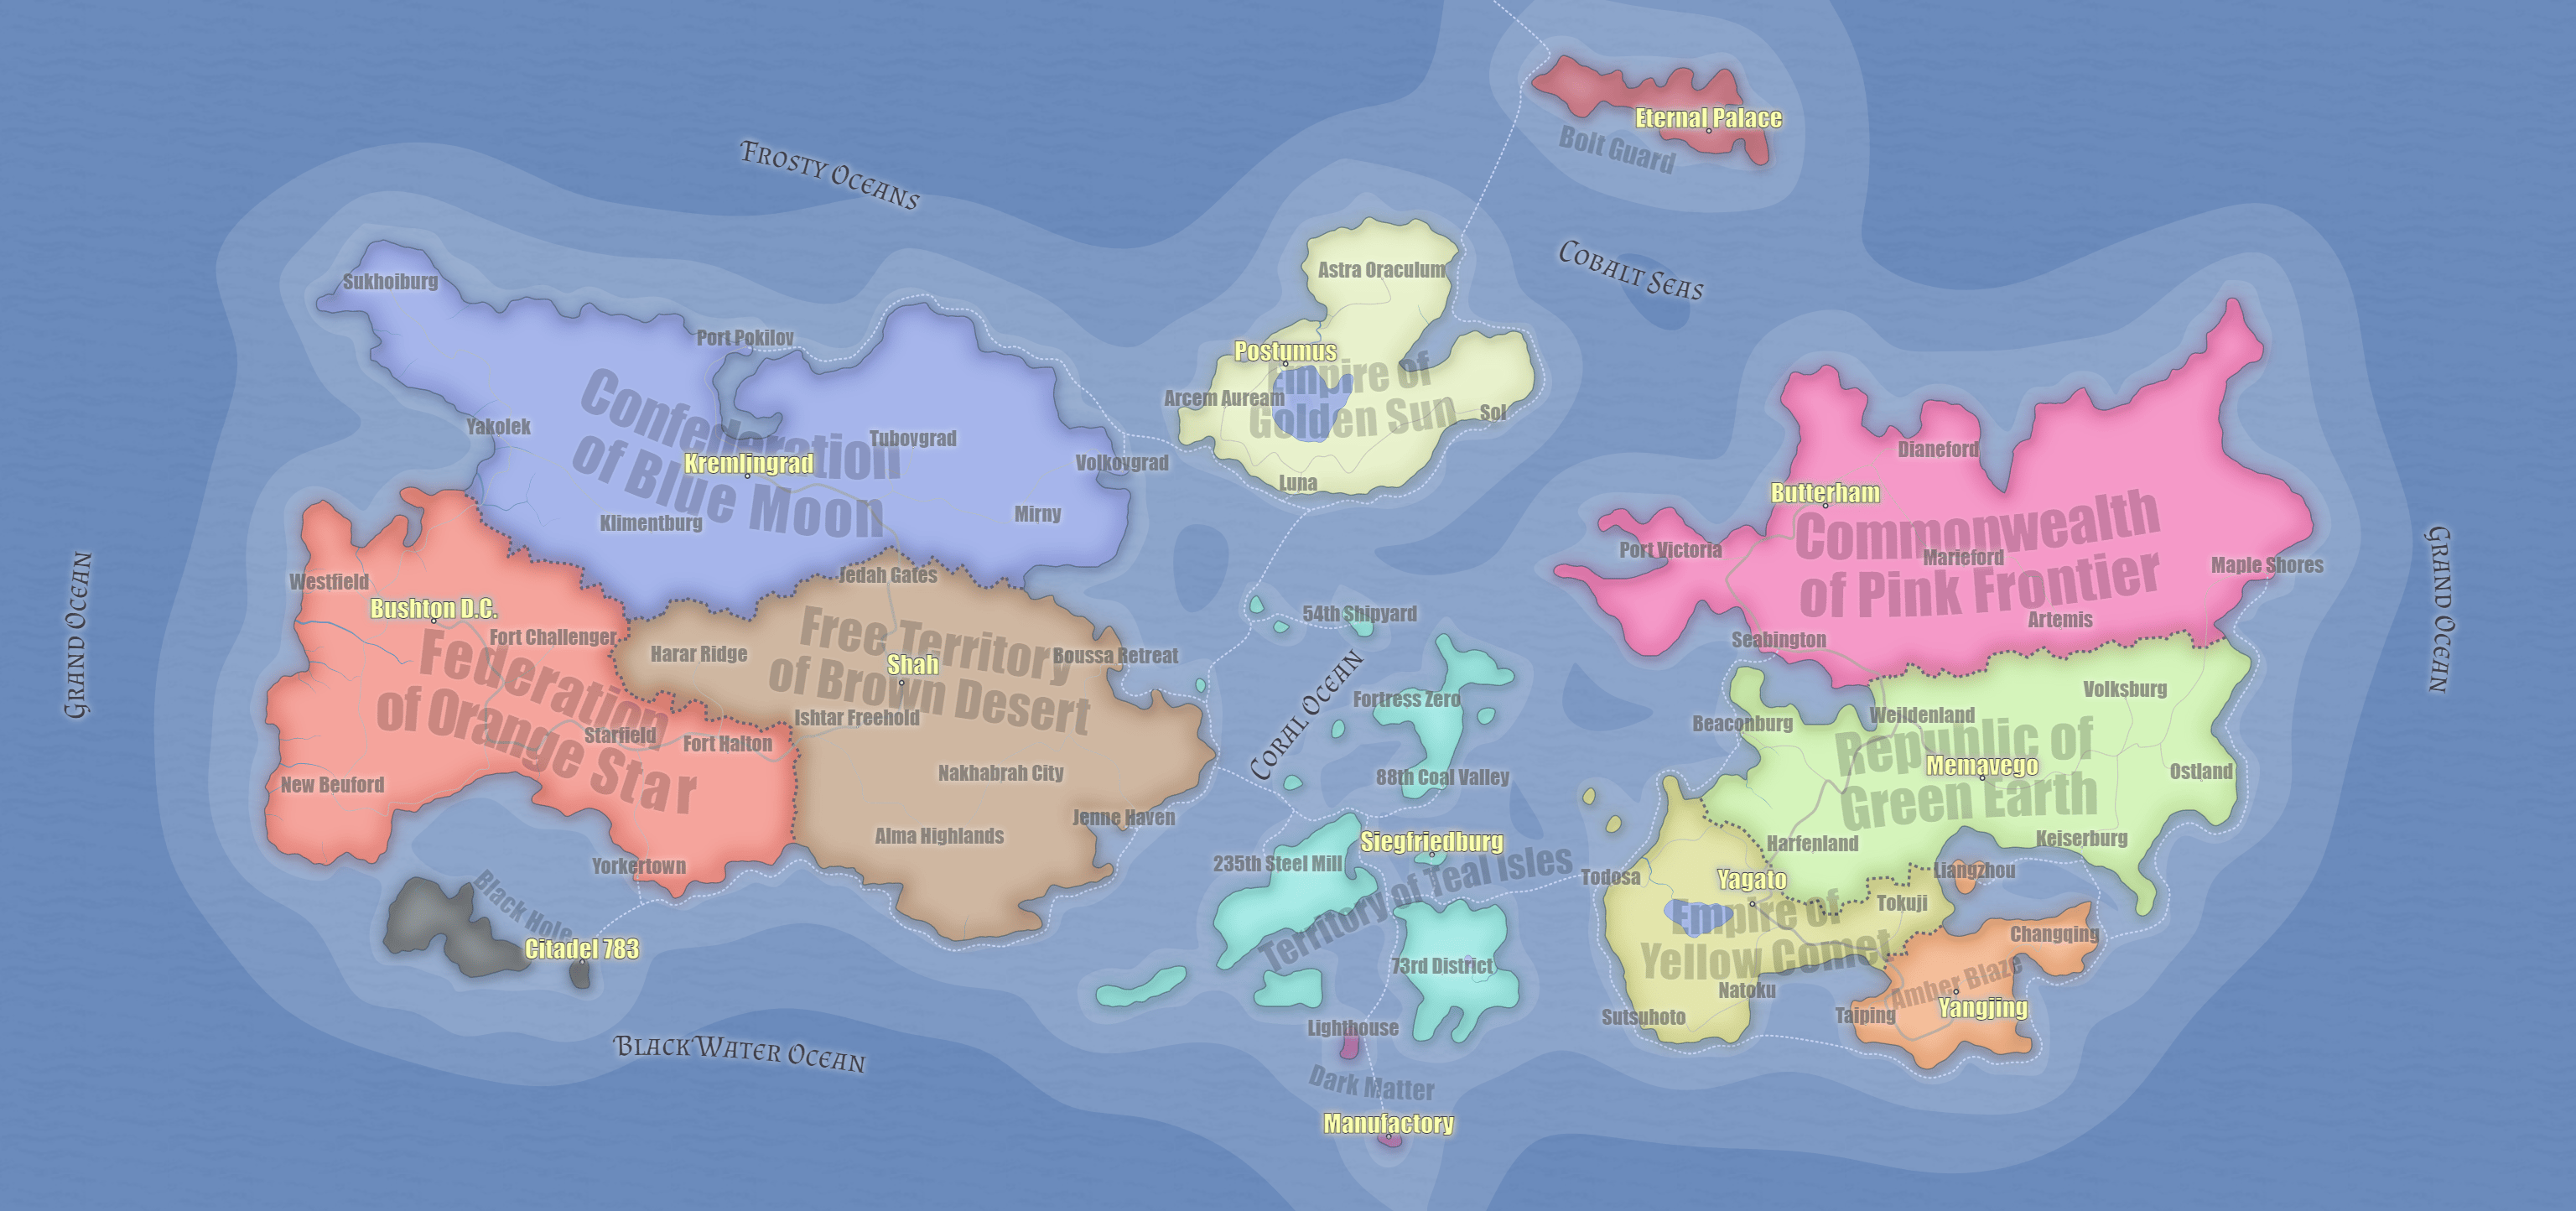 Eternal Palace
Bolt Guard
Frosty Oceans
Cobalt Seas
Grand Ocean
Sukhoiburg
Port Pokilov
Yakolek
Confederation
of Blue Moon
Kremlingrad
Tubovgrad
Volkovgrad
Klimentburg
Mirny
Astra Oraculum
Postumus
Empire of
Golden Sun
Arcem Auream
Sol
Luna
Westfield
Bushton D.C.
Fort Challenger
Federation
of Orange Star
Starfield
Fort Halton
New Beuford
Yorkertown
Jedah Gates
Harar Ridge
Free Territory
of Brown Desert
Shah
Boussa Retreat
Ishtar Freehold
Nakhabrah City
Jenne Haven
Alma Highlands
Black Hole
Citadel 783
BlackWater Ocean
Coral Ocean
54th Shipyard
Fortress Zero
88th Coal Valley
Siegfriedburg
235th Steel Mill
Territory of Teal Isles
73rd District
Lighthouse
Dark Matter
Manufactory
Dianeford
Butterham
Commonwealth
of Pink Frontier
Port Victoria
Marieford
Maple Shores
Artemis
Seabington
Grand Ocean
Volksburg
Weildenland
Beaconburg
Republic of
Green Earth
Memavego
Ostland
Harfenland
Keiserburg
Liangzhou
Todosa
Yagato
Tokuji
Empire of
Yellow Comet
Natoku
Sutsuhoto
Changqing
Amber Blaze
Yangjing
Taiping